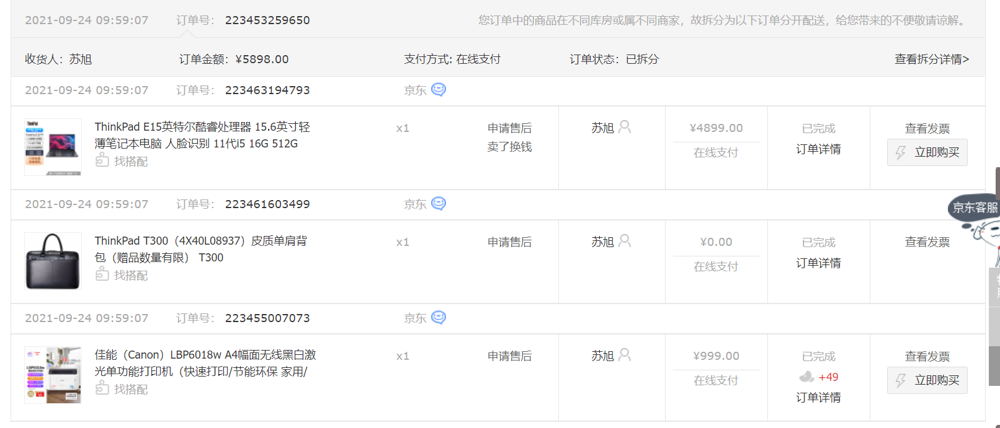 2021-09-24 09:59:07 订单号: 223453259650 您订单中的商品在不同库房或属不同商家，故拆分为以下订单分开配送，给您带来的不便敬请谅解。
收货人：苏旭 订单金额：¥5898.00 支付方式: 在线支付 订单状态：已拆分 查看拆分详情>
2021-09-24 09:59:07 订单号: 223463194793 京东
ThinkPad E15英特尔酷睿处理器 15.6英寸轻 x1 申请售后 苏旭 ¥4899.00 已完成 查看发票
薄笔记本电脑 人脸识别 11代i5 16G 512G 卖了换钱 在线支付 订单详情 立即购买
找搭配
2021-09-24 09:59:07 订单号: 223461603499 京东
京东客服
ThinkPad T300（4X40L08937）皮质单肩背 x1 申请售后 苏旭 ¥0.00 已完成 查看发票
包（赠品数量有限） T300 在线支付 订单详情
找搭配
2021-09-24 09:59:07 订单号: 223455007073 京东
佳能（Canon）LBP6018w A4幅面无线黑白激 x1 申请售后 苏旭 ¥999.00 已完成 查看发票
光单功能打印机（快速打印/节能环保 家用/ 在线支付 +49 立即购买
找搭配 订单详情